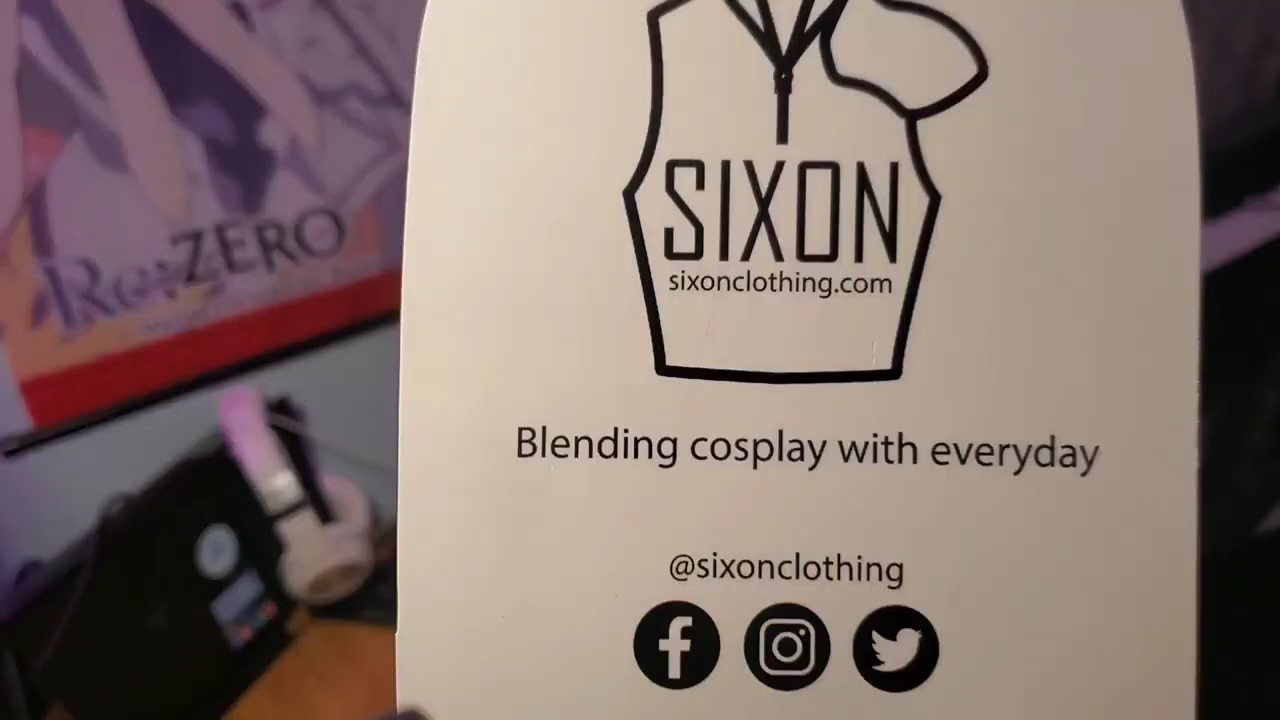 Re:ZERO
SIXON
sixonclothing.com
Blending cosplay with everyday
@sixonclothing